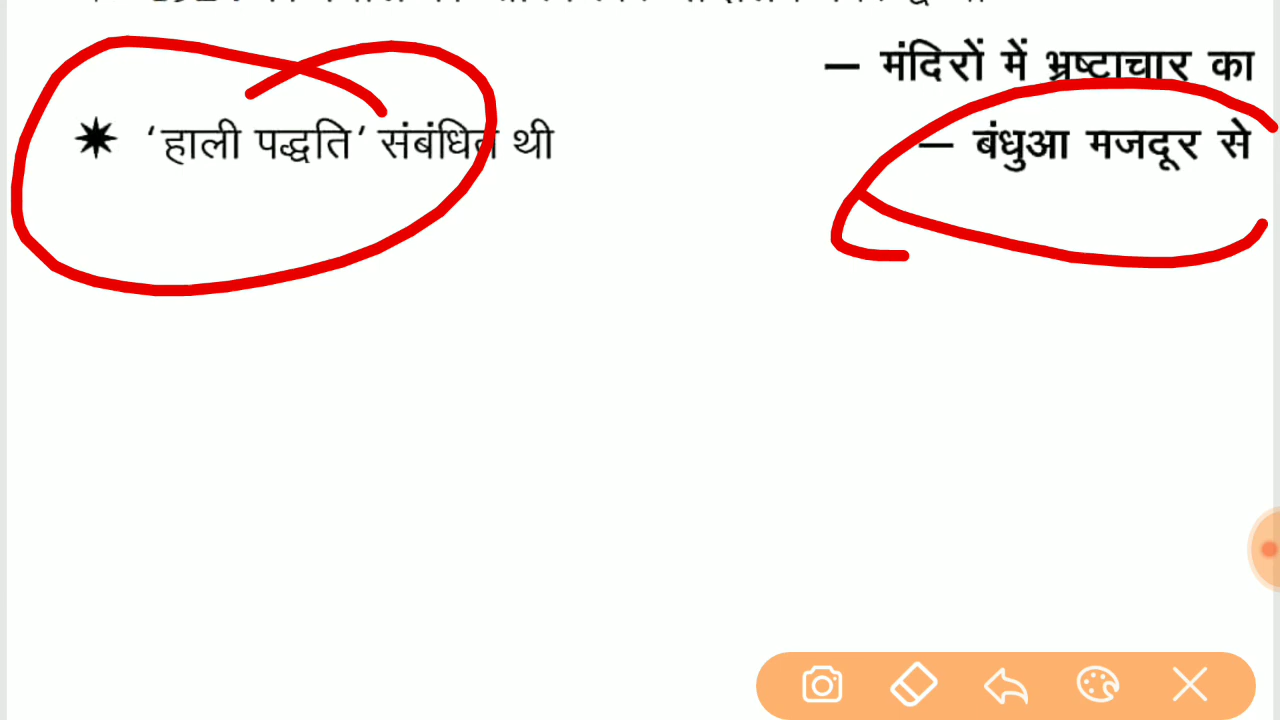 — मंदिरों में भ्रष्टाचार का
✷ 'हाली पद्धति' संबंधित थी — बंधुआ मजदूर से